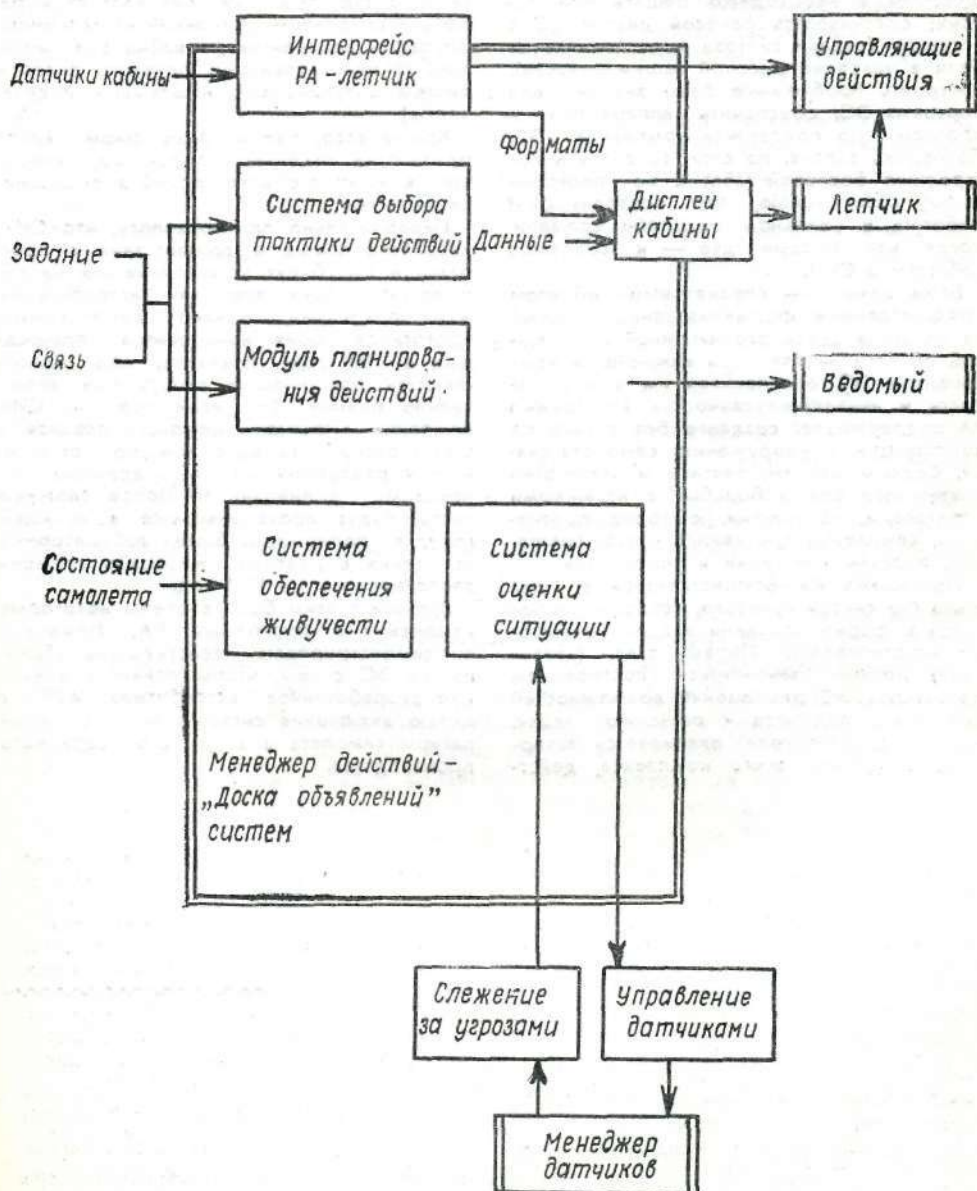 Интерфейс
РА-летчик
Управляющие
действия
Датчики кабины
Форматы
Система выбора
тактики действий
Дисплеи
кабины
Летчик
Данные
Задание
Связь
Модуль планирова-
ния действий
Ведомый
Состояние
самолета
Система
обеспечения
живучести
Система
оценки
ситуации
Менеджер действий-
„Доска объявлений”
систем
Слежение
за угрозами
Управление
датчиками
Менеджер
датчиков